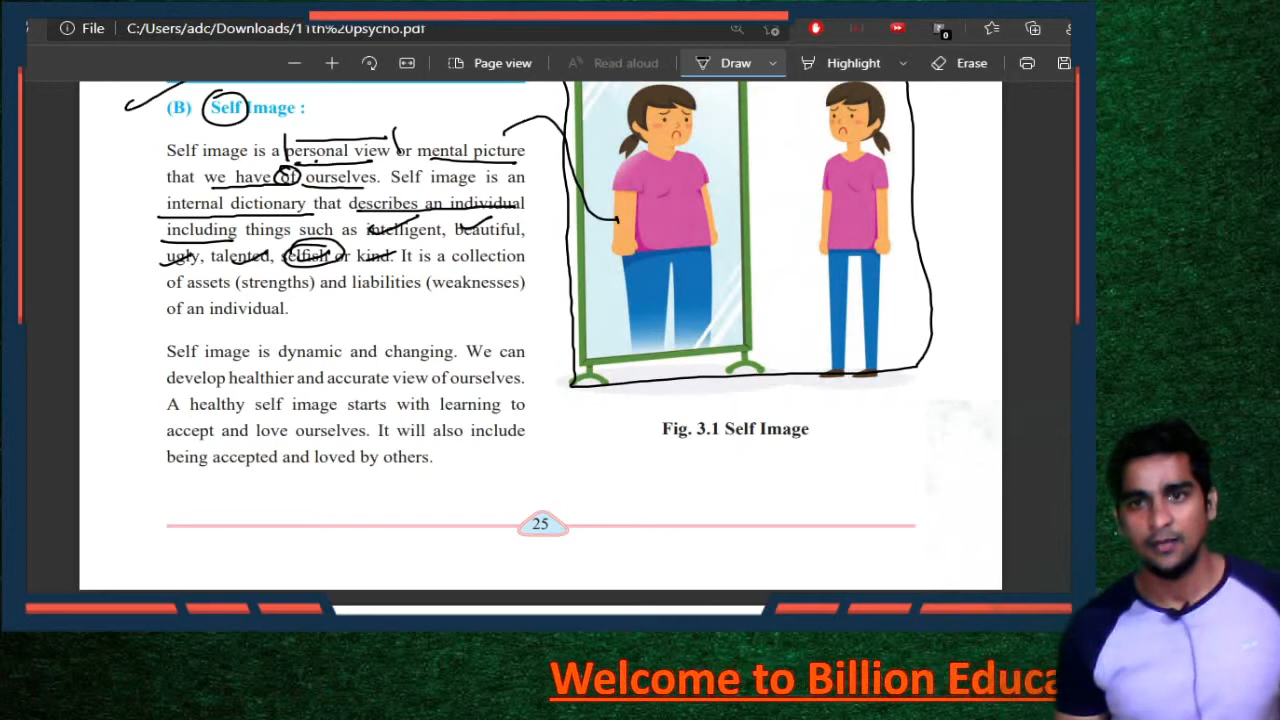 File C:/Users/adc/Downloads/11th%20psycho.pdf
0
Page view Read aloud Draw Highlight Erase
(B) Self Image :
Self image is a personal view or mental picture
that we have of ourselves. Self image is an
internal dictionary that describes an individual
including things such as intelligent, beautiful,
ugly, talented, selfish or kind. It is a collection
of assets (strengths) and liabilities (weaknesses)
of an individual.
Self image is dynamic and changing. We can
develop healthier and accurate view of ourselves.
A healthy self image starts with learning to
accept and love ourselves. It will also include
being accepted and loved by others.
Fig. 3.1 Self Image
25
Welcome to Billion Educa